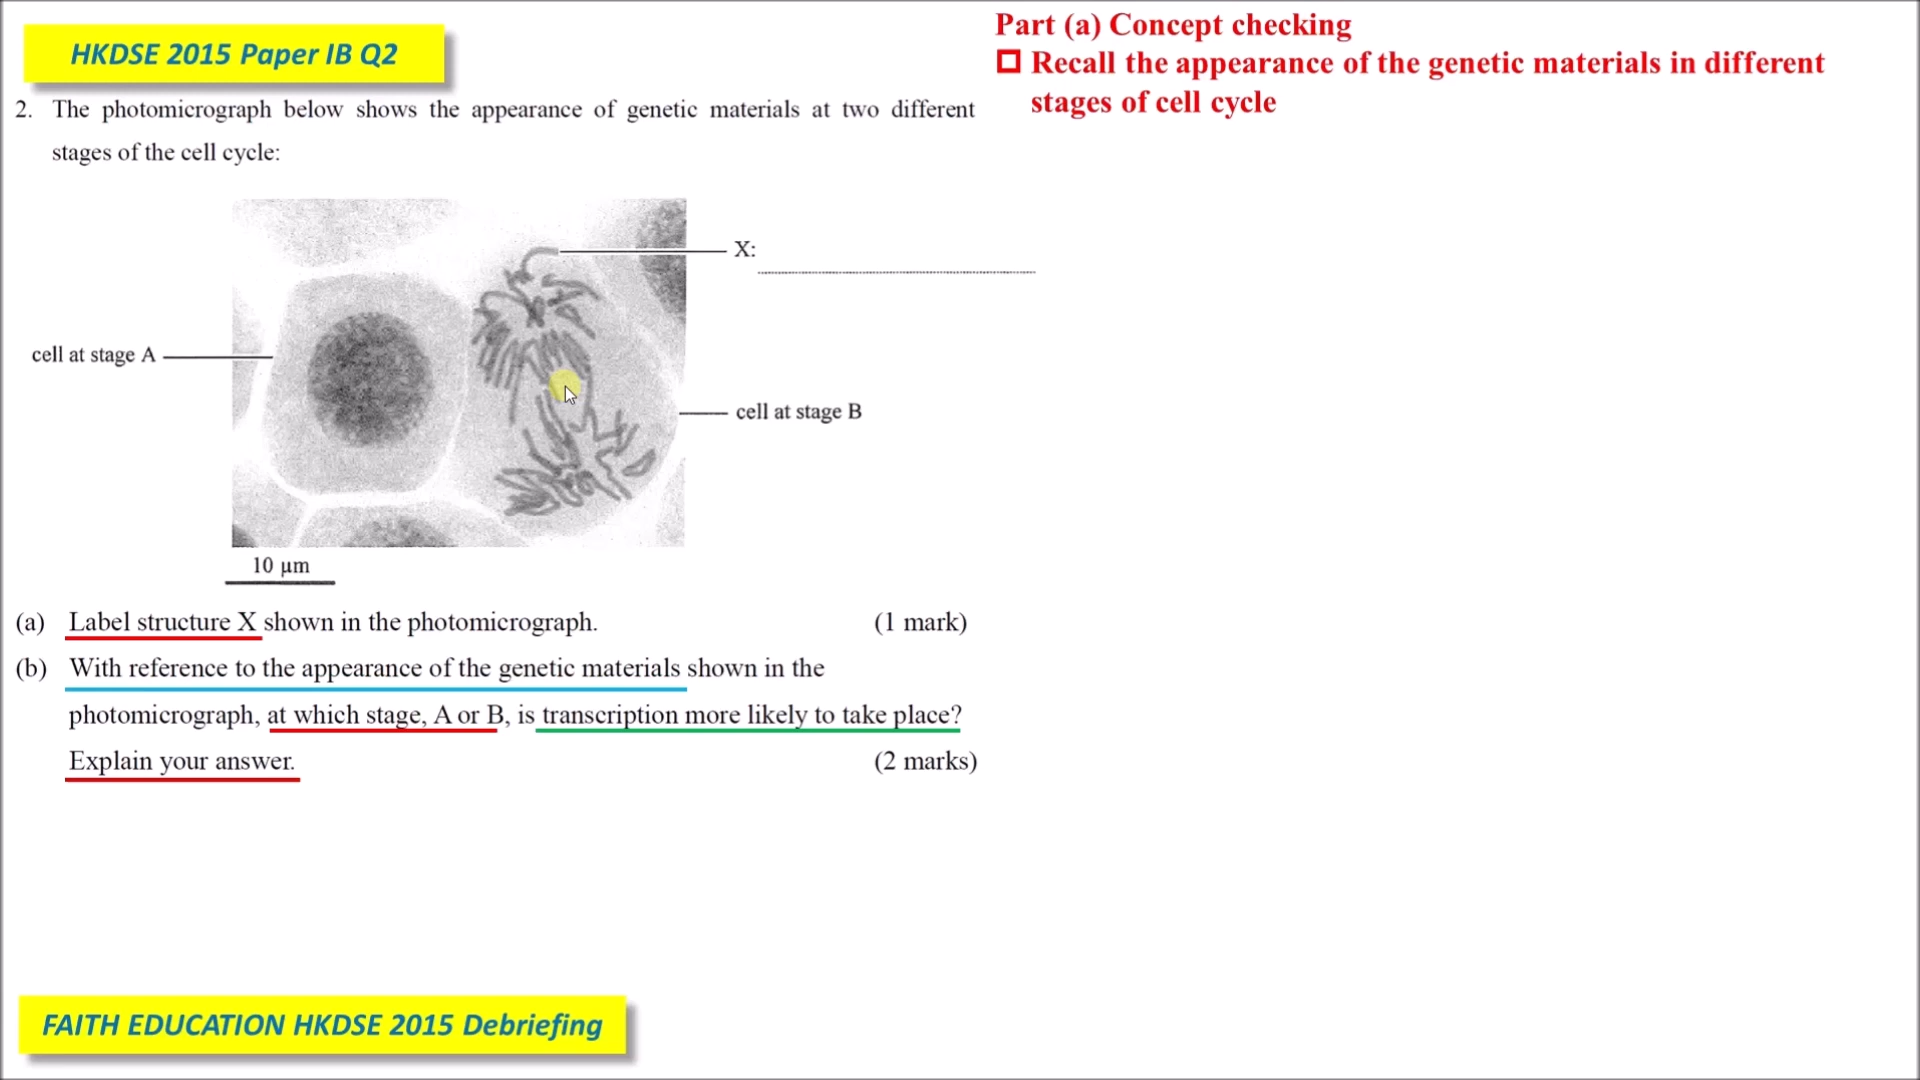 HKDSE 2015 Paper IB Q2
Part (a) Concept checking
Recall the appearance of the genetic materials in different
stages of cell cycle
2. The photomicrograph below shows the appearance of genetic materials at two different
stages of the cell cycle:
X:
cell at stage A
cell at stage B
10 µm
(a) Label structure X shown in the photomicrograph. (1 mark)
(b) With reference to the appearance of the genetic materials shown in the
photomicrograph, at which stage, A or B, is transcription more likely to take place?
Explain your answer. (2 marks)
FAITH EDUCATION HKDSE 2015 Debriefing